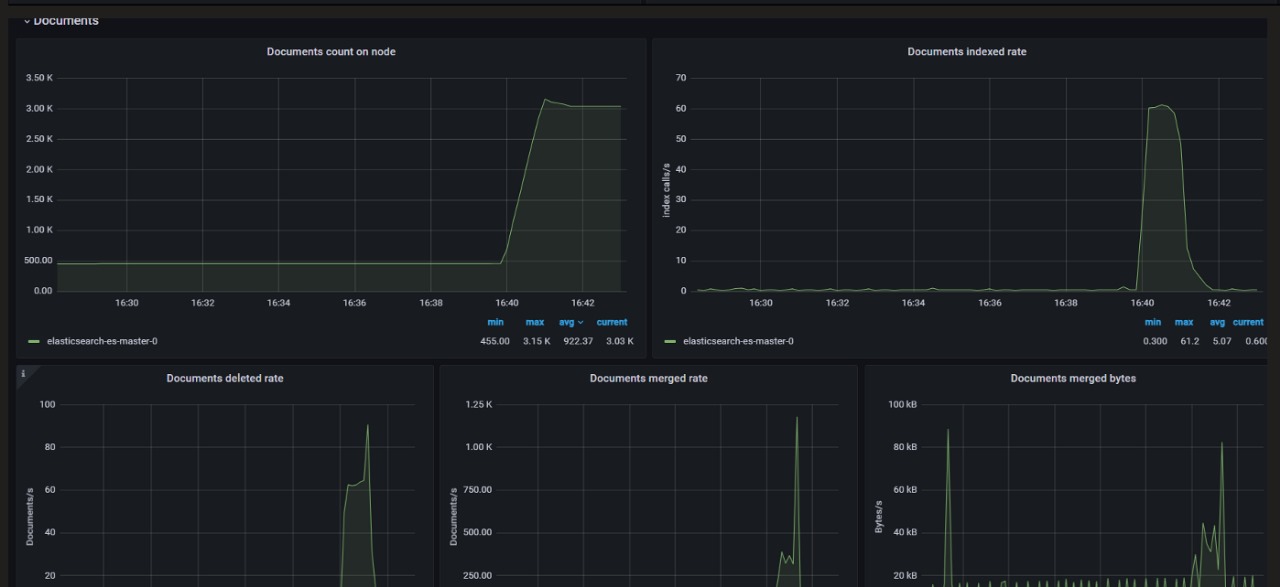 Documents
Documents count on node
3.50 K
3.00 K
2.50 K
2.00 K
1.50 K
1.00 K
500.00
0.00
16:30 16:32 16:34 16:36 16:38 16:40 16:42
min max avg current
elasticsearch-es-master-0 455.00 3.15 K 922.37 3.03 K
Documents indexed rate
index calls/s
70
60
50
40
30
20
10
0
16:30 16:32 16:34 16:36 16:38 16:40 16:42
min max avg current
elasticsearch-es-master-0 0.300 61.2 5.07 0.600
i
Documents deleted rate
Documents/s
100
80
60
40
20
Documents merged rate
Documents/s
1.25 K
1.00 K
750.00
500.00
250.00
Documents merged bytes
Bytes/s
100 kB
80 kB
60 kB
40 kB
20 kB